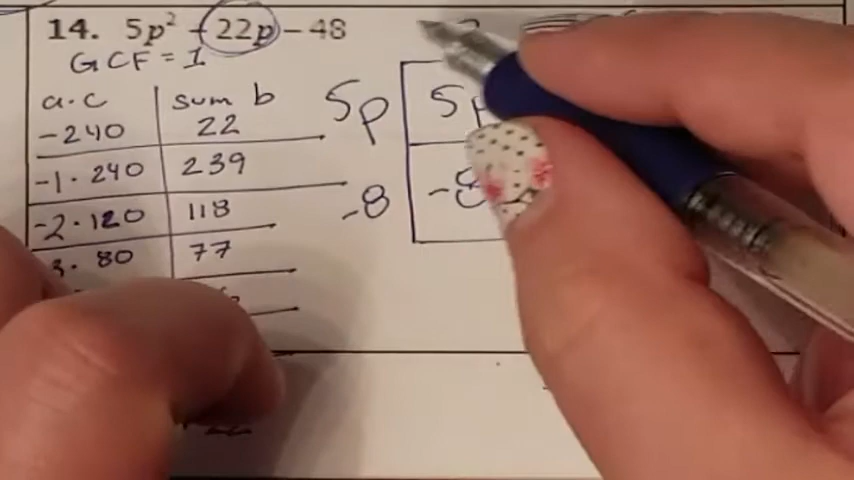 14. 5p² + 22p - 48
GCF = 1
a.c sum b
-240 22
-1. 240 239
-2. 120 118
3. 80 77
5p 5p
-8 -8